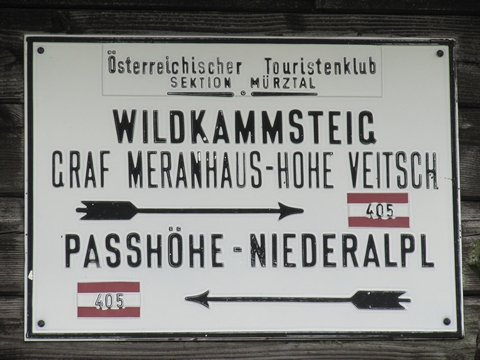 Österreichischer Touristenklub
SEKTION MÜRZTAL
WILDKAMMSTEIG
GRAF MERANHAUS-HOHE VEITSCH
405
PASSHÖHE-NIEDERALPL
405